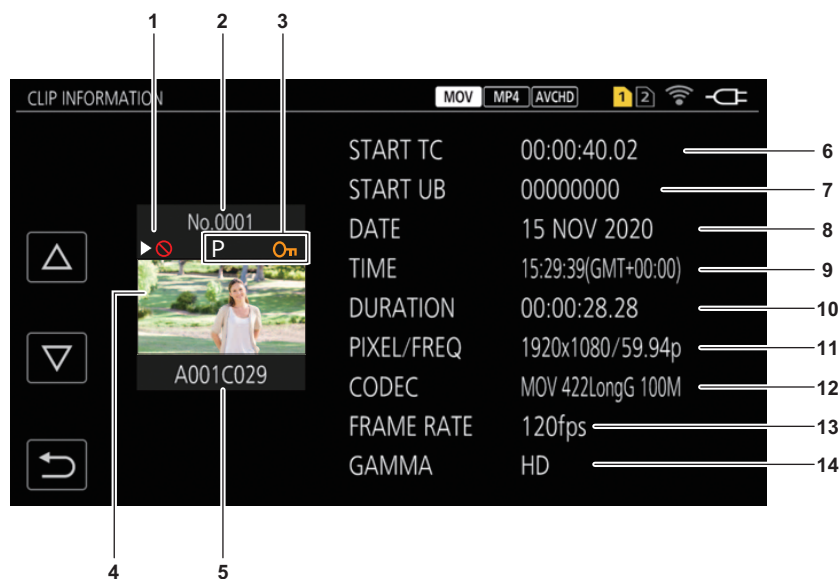 1 2 3
CLIP INFORMATION MOV MP4 AVCHD 1 2
START TC 00:00:40.02 6
START UB 00000000 7
No.0001 DATE 15 NOV 2020 8
P
TIME 15:29:39(GMT+00:00) 9
DURATION 00:00:28.28 10
PIXEL/FREQ 1920x1080/59.94p 11
A001C029 CODEC MOV 422LongG 100M 12
FRAME RATE 120fps 13
GAMMA HD 14
4 5